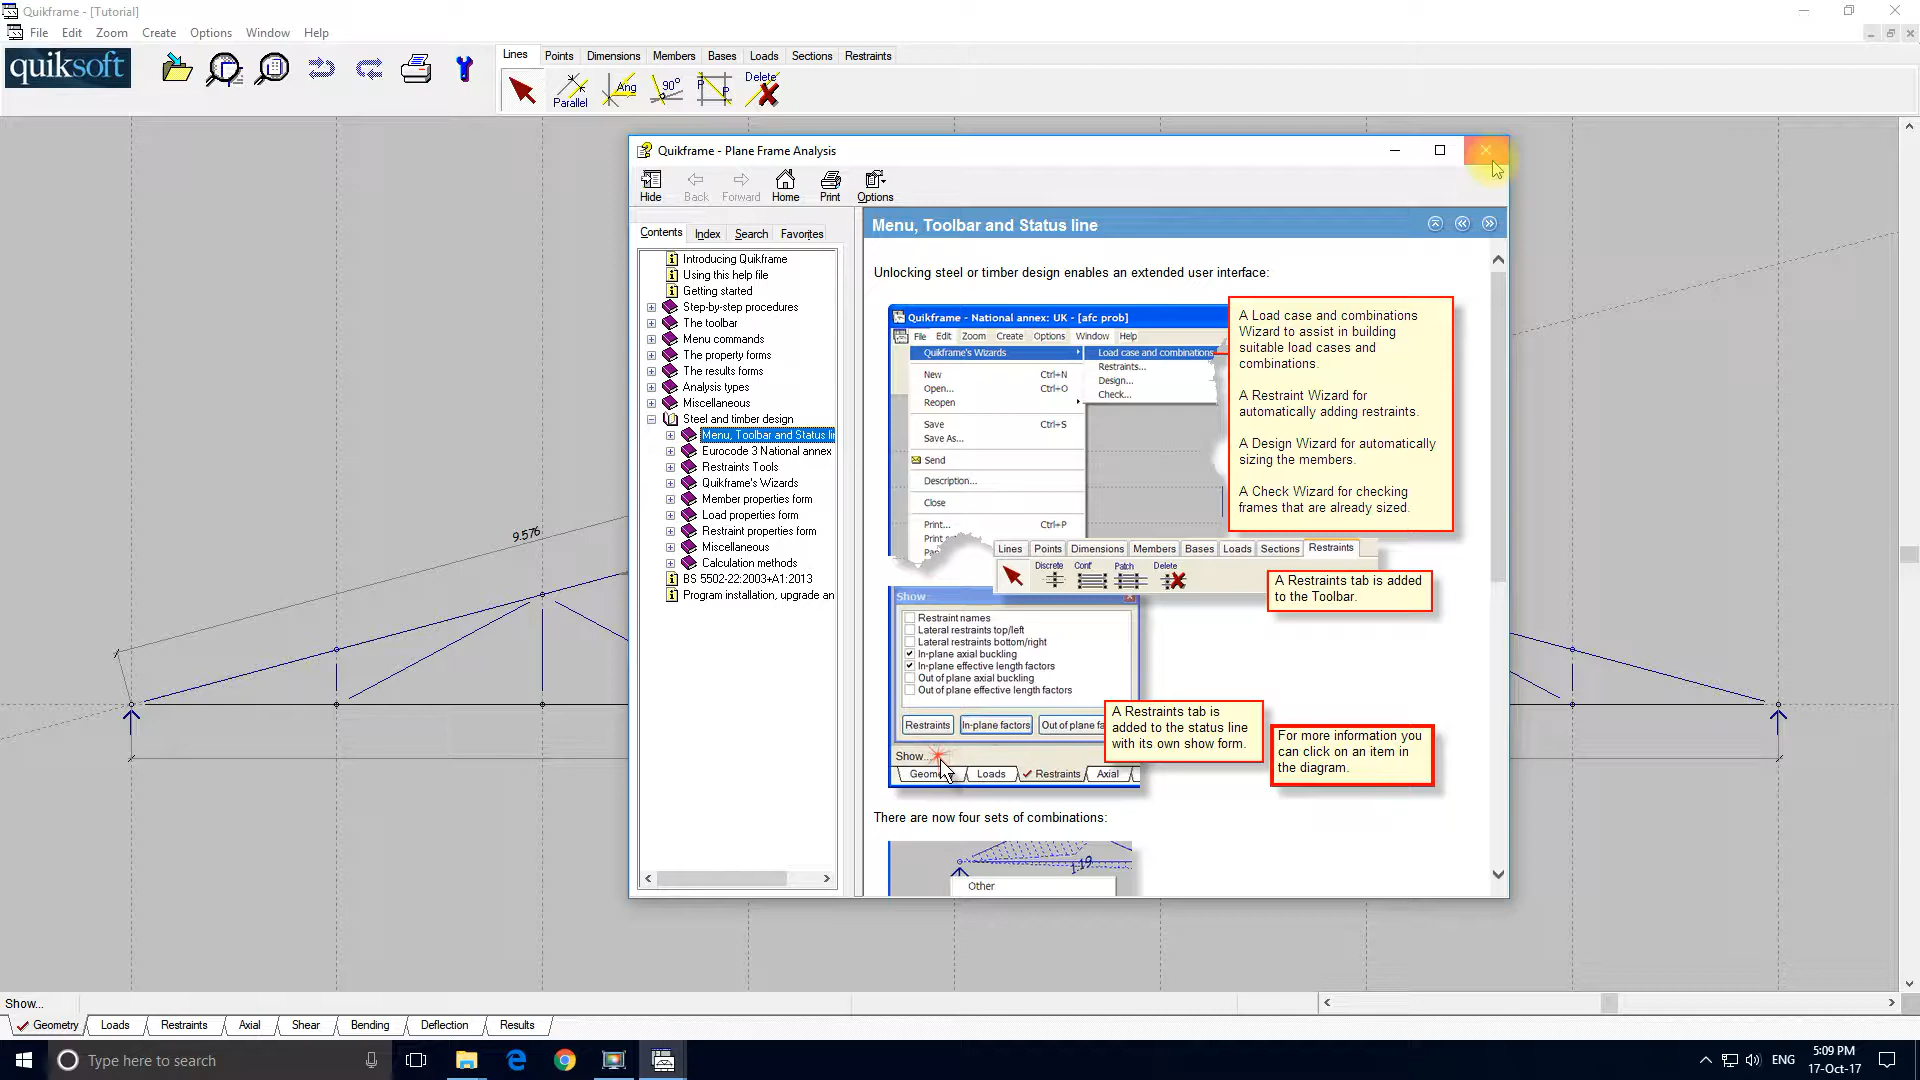 Quikframe - [Tutorial]
File Edit Zoom Create Options Window Help
quiksoft
Lines Points Dimensions Members Bases Loads Sections Restraints
Parallel
Ang
90°
P
P
Delete
Quikframe - Plane Frame Analysis
Hide Back Forward Home Print Options
Contents Index Search Favorites
Introducing Quikframe
Using this help file
Getting started
Step-by-step procedures
The toolbar
Menu commands
The property forms
The results forms
Analysis types
Miscellaneous
Steel and timber design
Menu, Toolbar and Status lin
Eurocode 3 National annex
Restraints Tools
Quikframe's Wizards
Member properties form
Load properties form
Restraint properties form
Miscellaneous
Calculation methods
BS 5502-22:2003+A1:2013
Program installation, upgrade an
Menu, Toolbar and Status line
Unlocking steel or timber design enables an extended user interface:
Quikframe - National annex: UK - [afc prob]
File Edit Zoom Create Options Window Help
Quikframe's Wizards
Load case and combinations
Restraints...
Design...
Check...
New Ctrl+N
Open... Ctrl+O
Reopen
Save Ctrl+S
Save As...
Send
Description...
Close
Print... Ctrl+P
A Load case and combinations
Wizard to assist in building
suitable load cases and
combinations.
A Restraint Wizard for
automatically adding restraints.
A Design Wizard for automatically
sizing the members.
A Check Wizard for checking
frames that are already sized.
Lines Points Dimensions Members Bases Loads Sections Restraints
Discrete Cont Patch Delete
A Restraints tab is added
to the Toolbar.
Show
Restraint names
Lateral restraints top/left
Lateral restraints bottom/right
In-plane axial buckling
In-plane effective length factors
Out of plane axial buckling
Out of plane effective length factors
Restraints In-plane factors Out of plane fa
Show...
Geome Loads Restraints Axial
A Restraints tab is
added to the status line
with its own show form.
For more information you
can click on an item in
the diagram.
There are now four sets of combinations:
1.19
Other
9.576
Show...
Geometry Loads Restraints Axial Shear Bending Deflection Results
Type here to search
ENG
5:09 PM
17-Oct-17